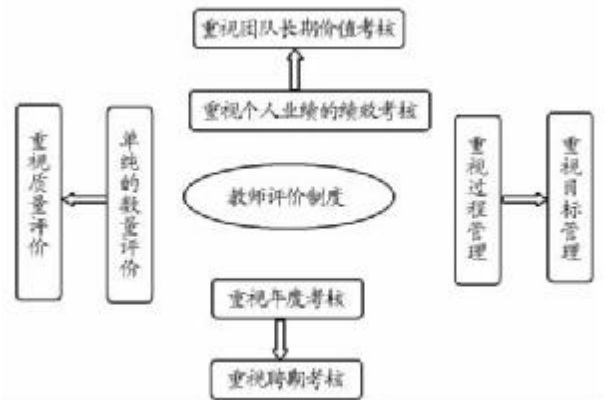 重视团队长期价值考核
重视个人业绩的绩效考核
重视质量评价
单纯的数量评价
教师评价制度
重视过程管理
重视目标管理
重视年度考核
重视聘期考核